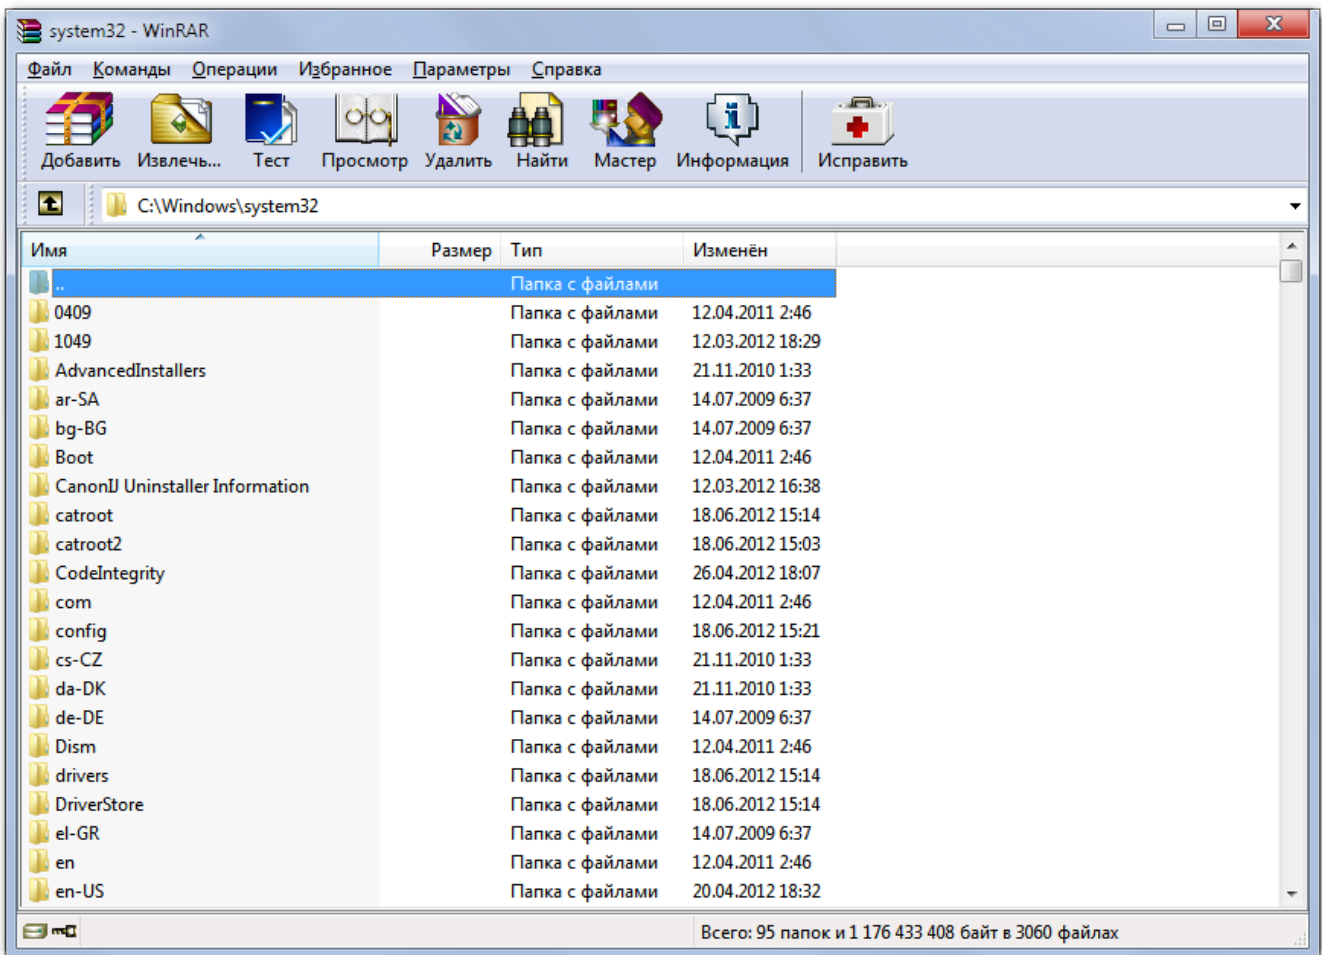 system32 - WinRAR
Файл Команды Операции Избранное Параметры Справка
Добавить Извлечь... Тест Просмотр Удалить Найти Мастер Информация Исправить
C:\Windows\system32
Имя Размер Тип Изменён
.. Папка с файлами
0409 Папка с файлами 12.04.2011 2:46
1049 Папка с файлами 12.03.2012 18:29
AdvancedInstallers Папка с файлами 21.11.2010 1:33
ar-SA Папка с файлами 14.07.2009 6:37
bg-BG Папка с файлами 14.07.2009 6:37
Boot Папка с файлами 12.04.2011 2:46
CanonIJ Uninstaller Information Папка с файлами 12.03.2012 16:38
catroot Папка с файлами 18.06.2012 15:14
catroot2 Папка с файлами 18.06.2012 15:03
CodeIntegrity Папка с файлами 26.04.2012 18:07
com Папка с файлами 12.04.2011 2:46
config Папка с файлами 18.06.2012 15:21
cs-CZ Папка с файлами 21.11.2010 1:33
da-DK Папка с файлами 21.11.2010 1:33
de-DE Папка с файлами 14.07.2009 6:37
Dism Папка с файлами 12.04.2011 2:46
drivers Папка с файлами 18.06.2012 15:14
DriverStore Папка с файлами 18.06.2012 15:14
el-GR Папка с файлами 14.07.2009 6:37
en Папка с файлами 12.04.2011 2:46
en-US Папка с файлами 20.04.2012 18:32
Всего: 95 папок и 1 176 433 408 байт в 3060 файлах